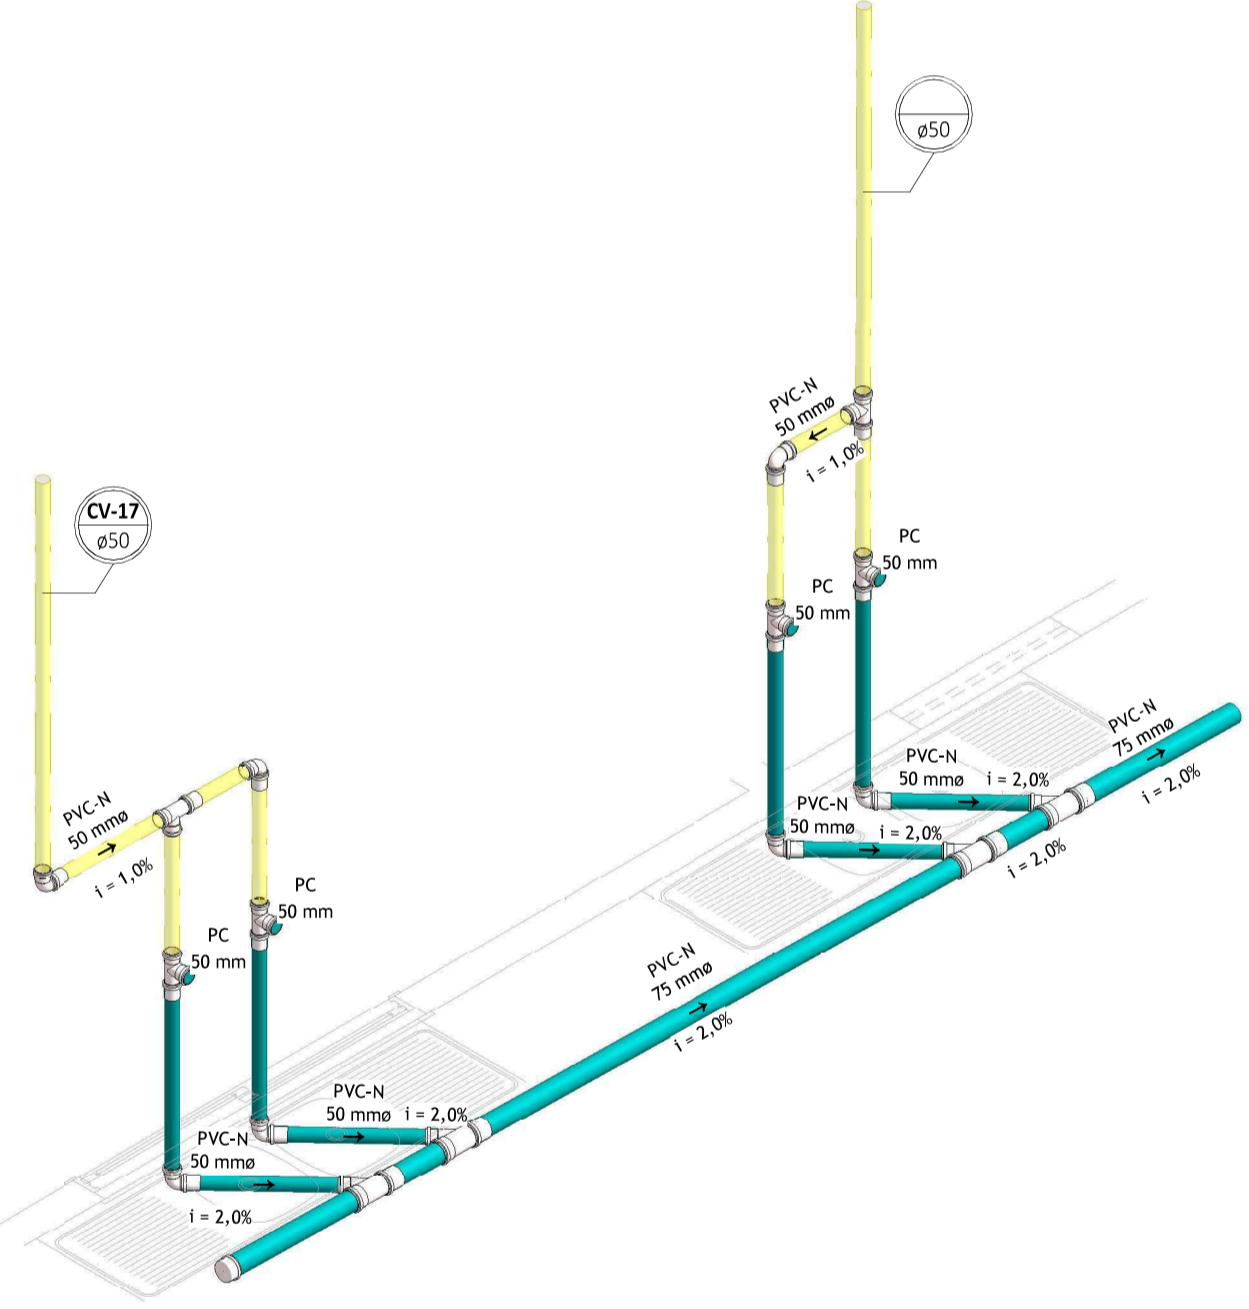 ø50
PVC-N
50 mmø
i = 1,0%
CV-17
ø50
PC
50 mm
PC
50 mm
PVC-N
75 mmø
i = 2,0%
PVC-N
50 mmø
i = 2,0%
PVC-N
50 mmø
i = 2,0%
i = 2,0%
PVC-N
50 mmø
i = 1,0%
PC
50 mm
PC
50 mm
PVC-N
75 mmø
i = 2,0%
PVC-N
50 mmø
i = 2,0%
PVC-N
50 mmø
i = 2,0%